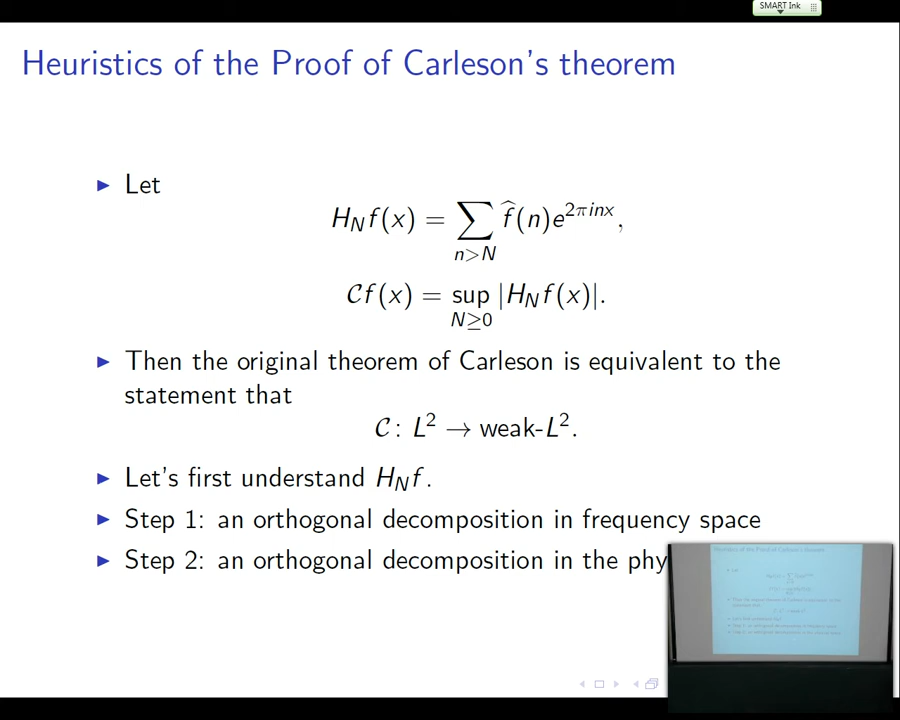 SMART Ink
Heuristics of the Proof of Carleson's theorem
Let
H_N f(x) = ∑_{n>N} f̂(n)e^{2πinx},
𝒞f(x) = sup_{N≥0} |H_N f(x)|.
Then the original theorem of Carleson is equivalent to the
statement that
𝒞: L² → weak-L².
Let's first understand H_N f.
Step 1: an orthogonal decomposition in frequency space
Step 2: an orthogonal decomposition in the phy